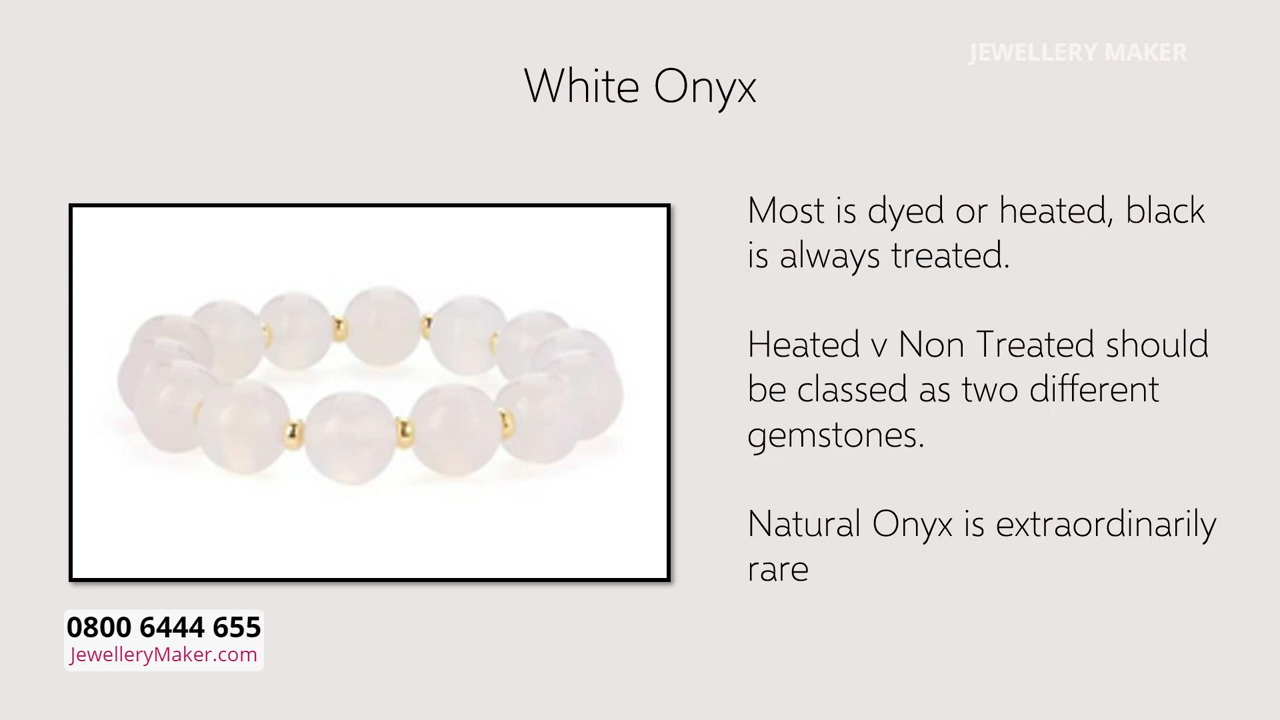 JEWELLERY MAKER
White Onyx
Most is dyed or heated, black
is always treated.
Heated v Non Treated should
be classed as two different
gemstones.
Natural Onyx is extraordinarily
rare
0800 6444 655
JewelleryMaker.com